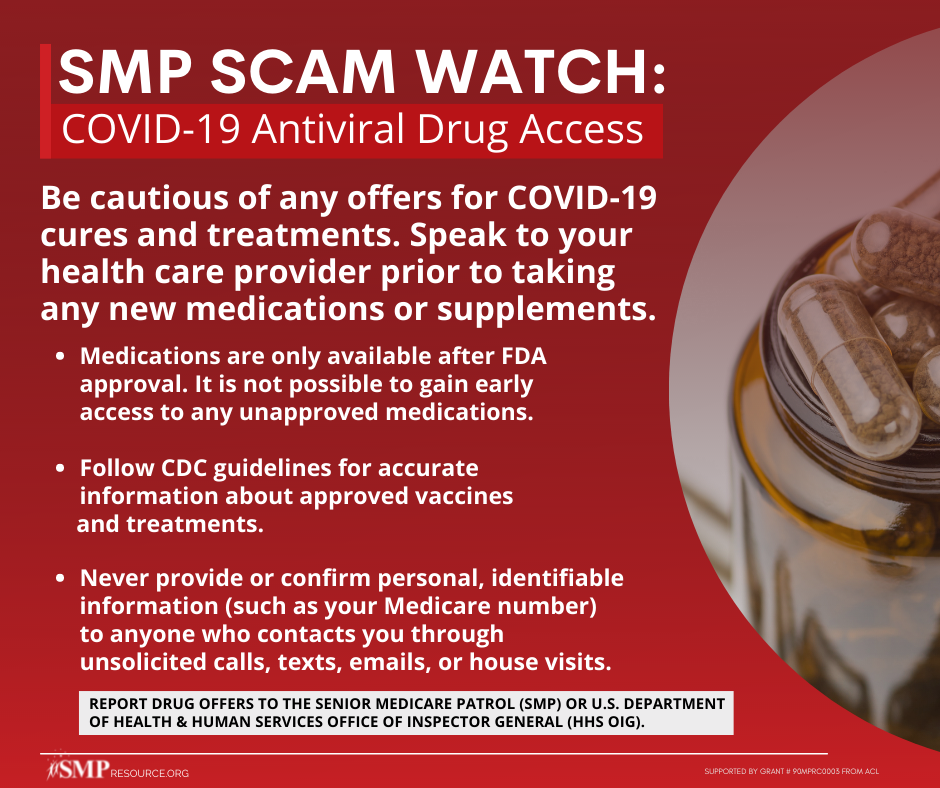 SMP SCAM WATCH:
COVID-19 Antiviral Drug Access
Be cautious of any offers for COVID-19
cures and treatments. Speak to your
health care provider prior to taking
any new medications or supplements.
• Medications are only available after FDA
approval. It is not possible to gain early
access to any unapproved medications.
• Follow CDC guidelines for accurate
information about approved vaccines
and treatments.
• Never provide or confirm personal, identifiable
information (such as your Medicare number)
to anyone who contacts you through
unsolicited calls, texts, emails, or house visits.
REPORT DRUG OFFERS TO THE SENIOR MEDICARE PATROL (SMP) OR U.S. DEPARTMENT
OF HEALTH & HUMAN SERVICES OFFICE OF INSPECTOR GENERAL (HHS OIG).
SMP RESOURCE.ORG
SUPPORTED BY GRANT # 90MPRC0003 FROM ACL